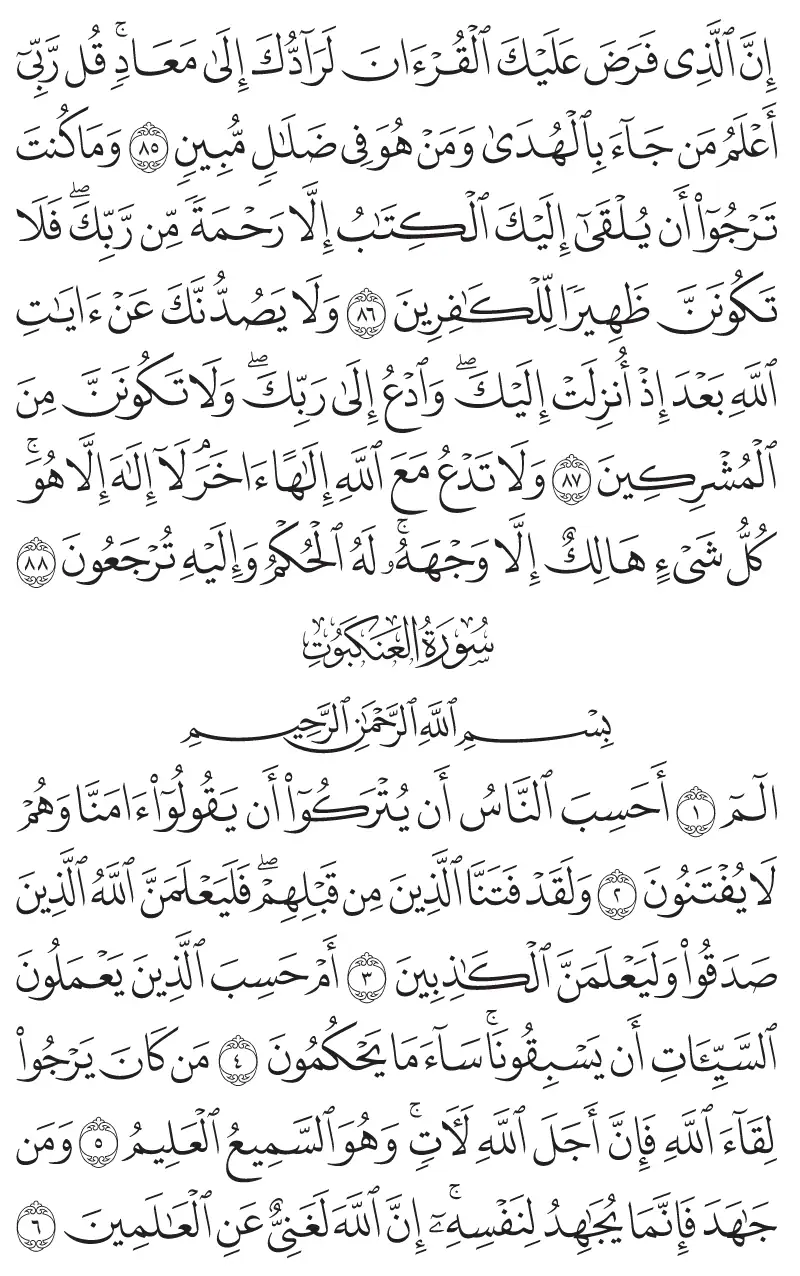 إِنَّ ٱلَّذِى فَرَضَ عَلَيْكَ ٱلْقُرْءَانَ لَرَآدُّكَ إِلَىٰ مَعَادٍۚ قُل رَّبِّىٓ
أَعْلَمُ مَن جَآءَ بِٱلْهُدَىٰ وَمَنْ هُوَ فِى ضَلَٰلٍ مُّبِينٍ ٨٥ وَمَا كُنتَ
تَرْجُوٓا۟ أَن يُلْقَىٰٓ إِلَيْكَ ٱلْكِتَٰبُ إِلَّا رَحْمَةً مِّن رَّبِّكَۖ فَلَا
تَكُونَنَّ ظَهِيرًا لِّلْكَٰفِرِينَ ٨٦ وَلَا يَصُدُّنَّكَ عَنْ ءَايَٰتِ
ٱللَّهِ بَعْدَ إِذْ أُنزِلَتْ إِلَيْكَۖ وَٱدْعُ إِلَىٰ رَبِّكَۖ وَلَا تَكُونَنَّ مِنَ
ٱلْمُشْرِكِينَ ٨٧ وَلَا تَدْعُ مَعَ ٱللَّهِ إِلَٰهًا ءَاخَرَۘ لَآ إِلَٰهَ إِلَّا هُوَۚ
كُلُّ شَىْءٍ هَالِكٌ إِلَّا وَجْهَهُۥۚ لَهُ ٱلْحُكْمُ وَإِلَيْهِ تُرْجَعُونَ ٨٨
سُورَةُ العَنكَبُوتِ
بِسْمِ ٱللَّهِ ٱلرَّحْمَٰنِ ٱلرَّحِيمِ
الٓمٓ ١ أَحَسِبَ ٱلنَّاسُ أَن يُتْرَكُوٓا۟ أَن يَقُولُوٓا۟ ءَامَنَّا وَهُمْ
لَا يُفْتَنُونَ ٢ وَلَقَدْ فَتَنَّا ٱلَّذِينَ مِن قَبْلِهِمْۖ فَلَيَعْلَمَنَّ ٱللَّهُ ٱلَّذِينَ
صَدَقُوا۟ وَلَيَعْلَمَنَّ ٱلْكَٰذِبِينَ ٣ أَمْ حَسِبَ ٱلَّذِينَ يَعْمَلُونَ
ٱلسَّيِّـَٔاتِ أَن يَسْبِقُونَاۚ سَآءَ مَا يَحْكُمُونَ ٤ مَن كَانَ يَرْجُوا۟
لِقَآءَ ٱللَّهِ فَإِنَّ أَجَلَ ٱللَّهِ لَـَٔاتٍۚ وَهُوَ ٱلسَّمِيعُ ٱلْعَلِيمُ ٥ وَمَن
جَٰهَدَ فَإِنَّمَا يُجَٰهِدُ لِنَفْسِهِۦٓۚ إِنَّ ٱللَّهَ لَغَنِىٌّ عَنِ ٱلْعَٰلَمِينَ ٦